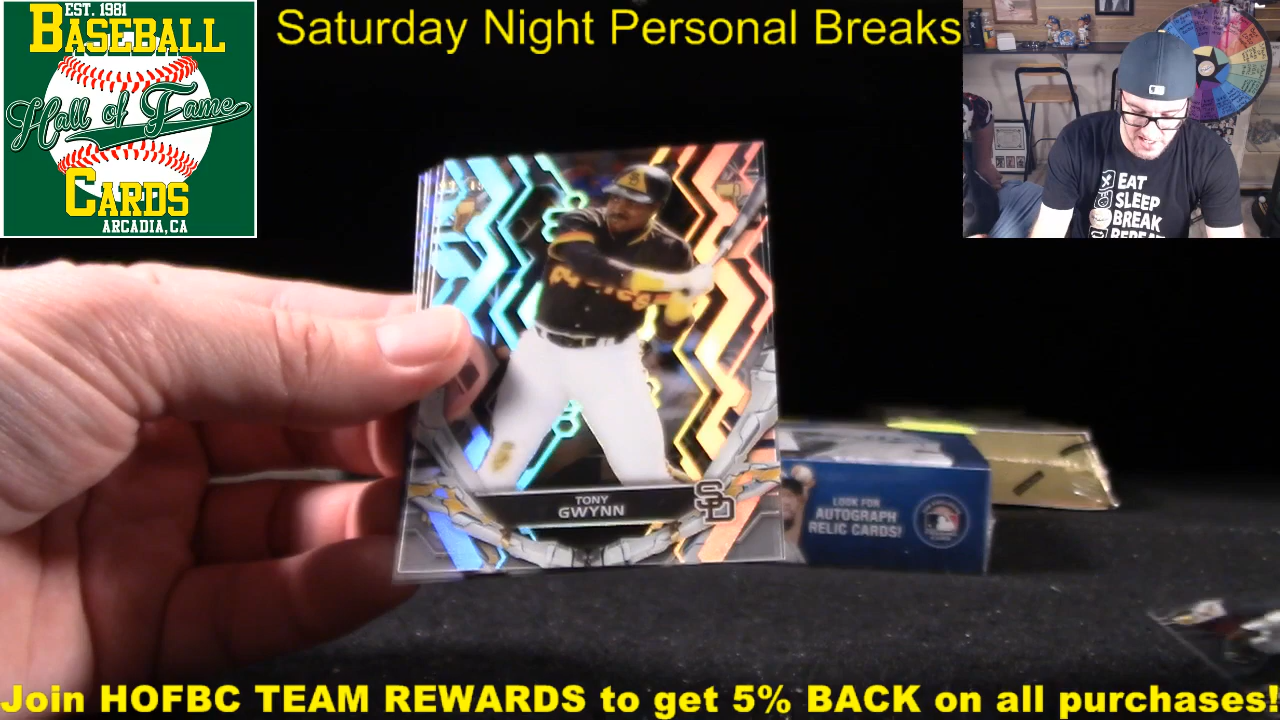 EST. 1981
BASEBALL
Hall of Fame
CARDS
ARCADIA, CA
Saturday Night Personal Breaks
EAT
SLEEP
BREAK
REPEAT
TONY
GWYNN
SD
LOOK FOR
AUTOGRAPH
RELIC CARDS!
Join HOFBC TEAM REWARDS to get 5% BACK on all purchases!